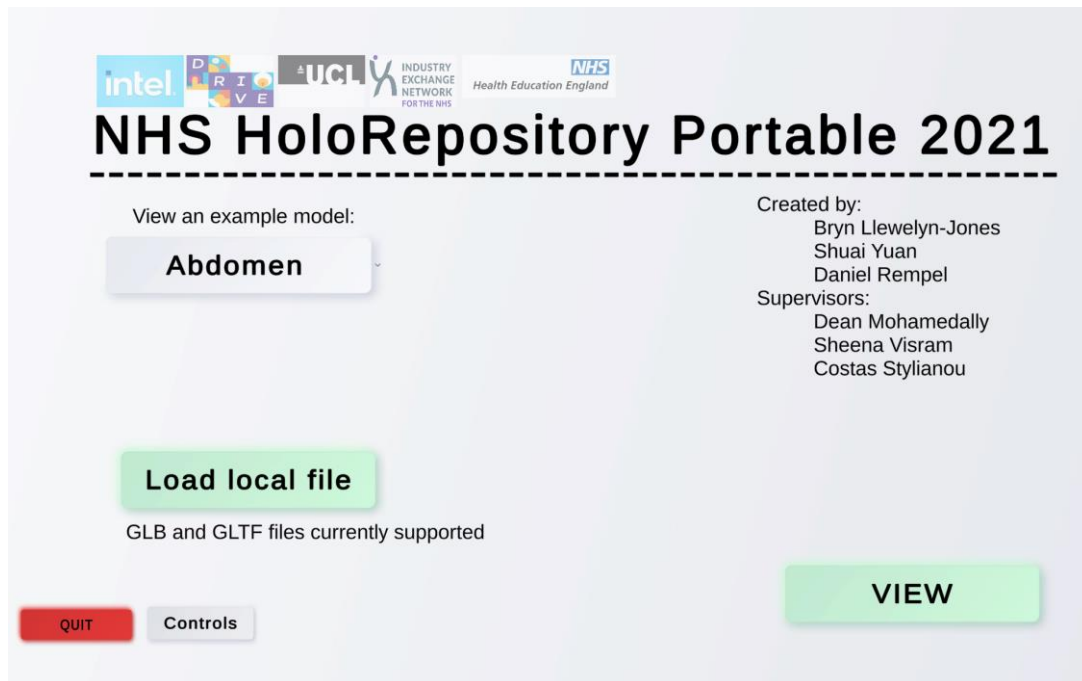 intel.
DRIVE
UCL
INDUSTRY
EXCHANGE
NETWORK
FOR THE NHS
NHS
Health Education England
NHS HoloRepository Portable 2021
View an example model:
Abdomen
Created by:
Bryn Llewelyn-Jones
Shuai Yuan
Daniel Rempel
Supervisors:
Dean Mohamedally
Sheena Visram
Costas Stylianou
Load local file
GLB and GLTF files currently supported
VIEW
QUIT
Controls